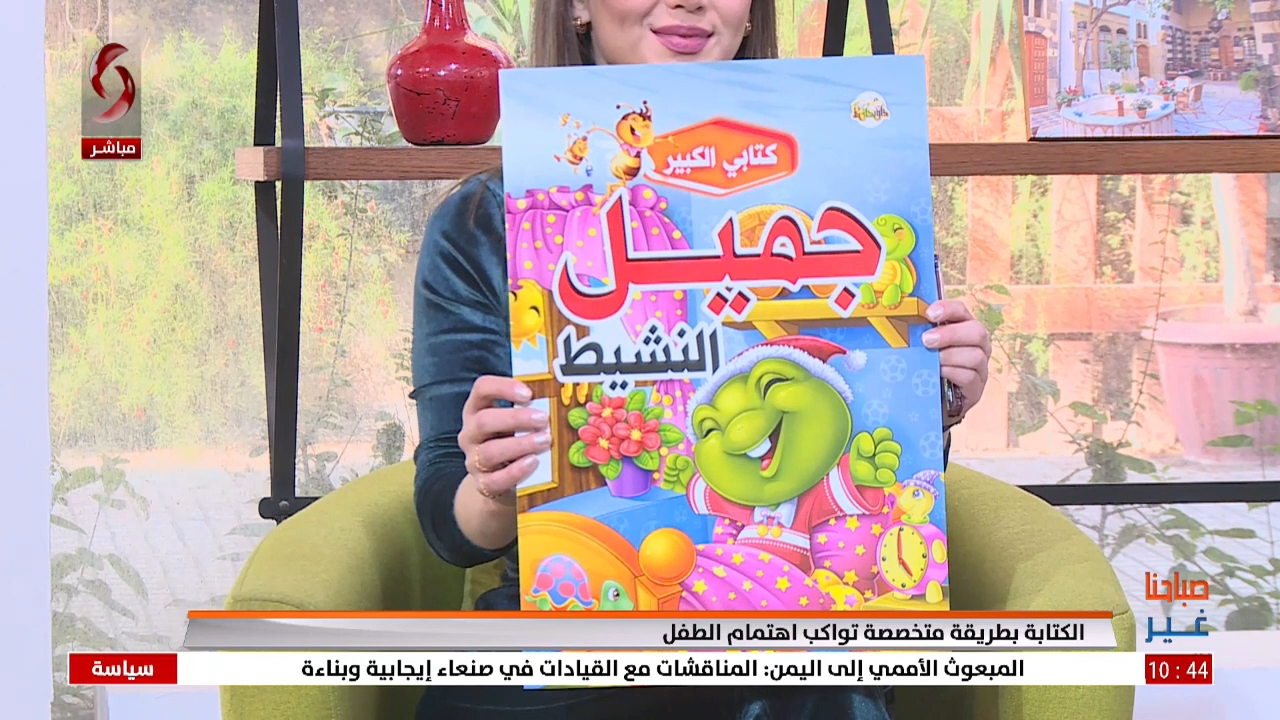 مباشر
كتابي الكبير
جميل
النشيط
صباحنا
غير
الكتابة بطريقة متخصصة تواكب اهتمام الطفل
سياسة
المبعوث الأممي إلى اليمن: المناقشات مع القيادات في صنعاء إيجابية وبناءة
10 : 44